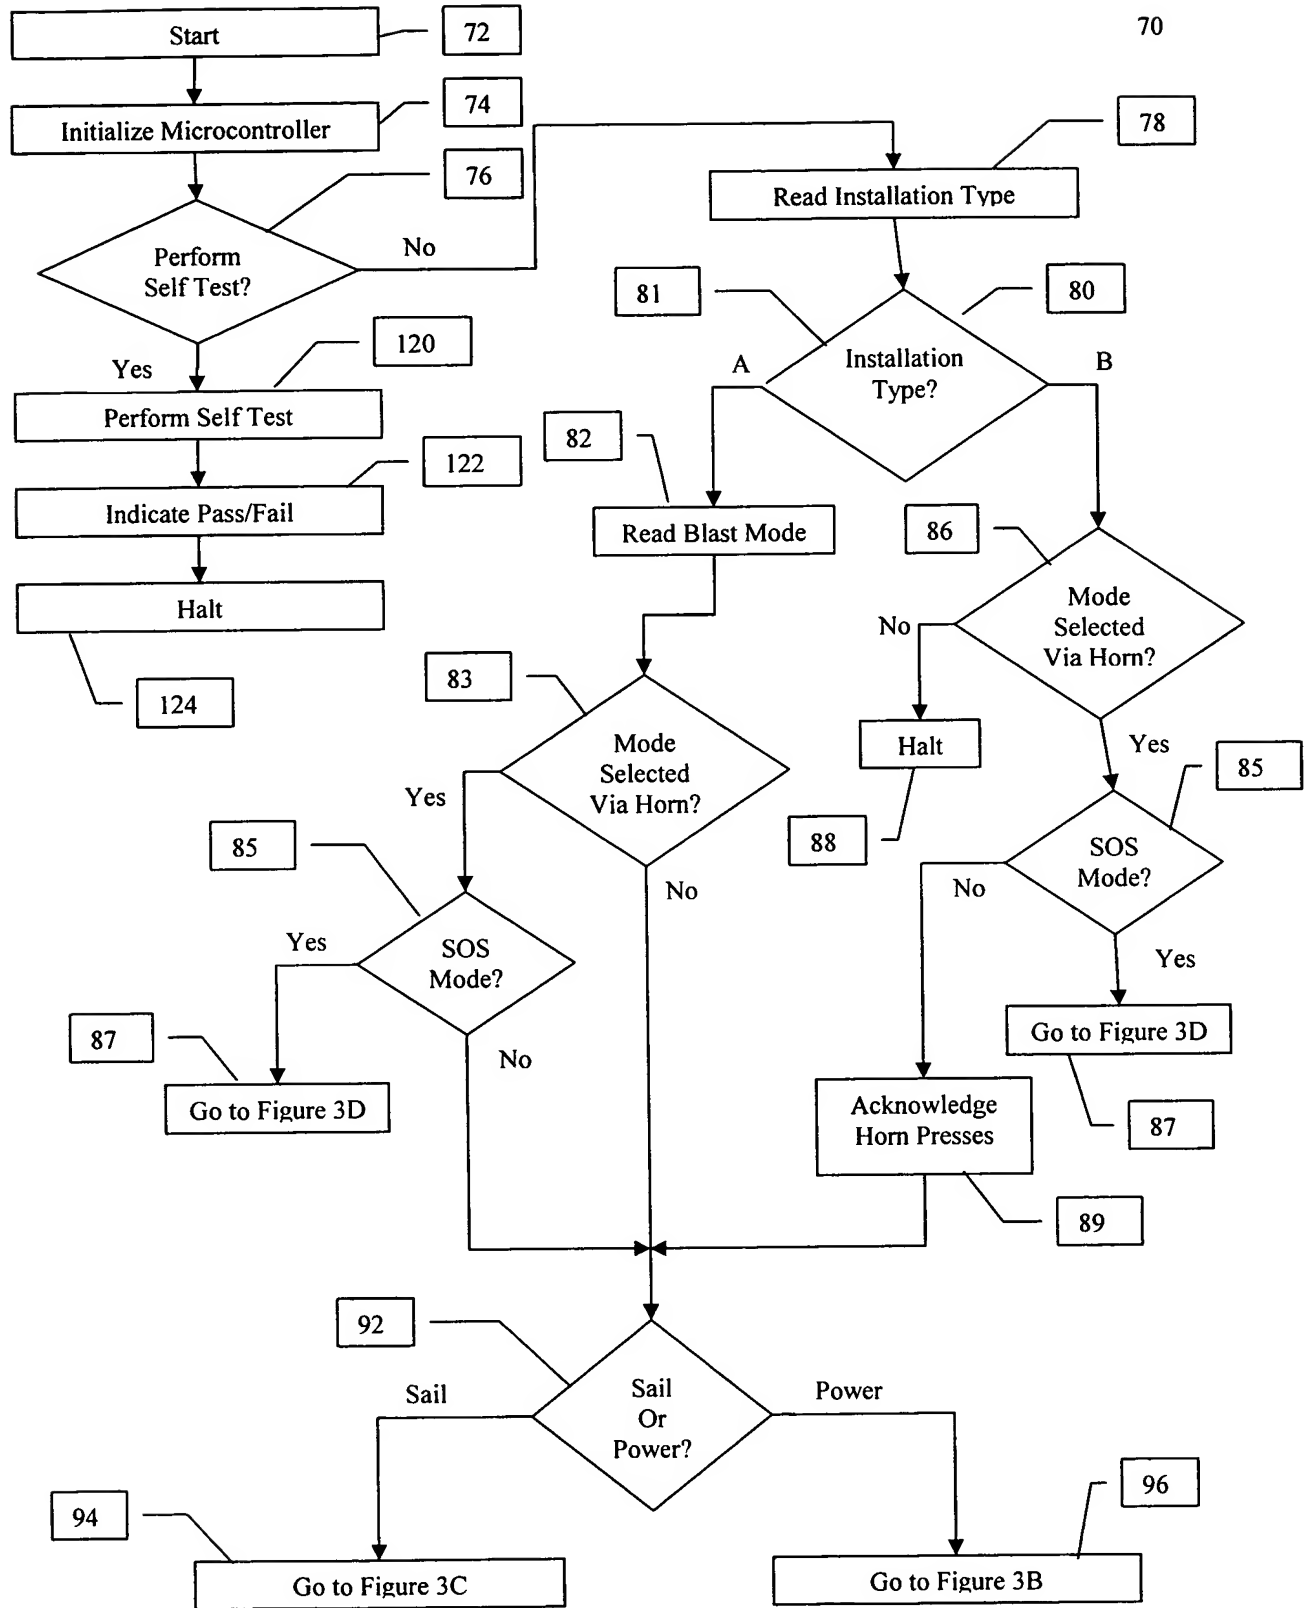 70
Start
72
Initialize Microcontroller
74
76
78
Read Installation Type
Perform
Self Test?
No
Yes
81
80
Installation
Type?
A
B
120
Perform Self Test
82
122
Indicate Pass/Fail
Read Blast Mode
86
Halt
124
Mode
Selected
Via Horn?
No
Yes
83
Mode
Selected
Via Horn?
Yes
No
Halt
88
85
SOS
Mode?
No
Yes
85
SOS
Mode?
Yes
No
87
Go to Figure 3D
Go to Figure 3D
87
Acknowledge
Horn Presses
89
92
Sail
Or
Power?
Sail
Power
94
Go to Figure 3C
96
Go to Figure 3B